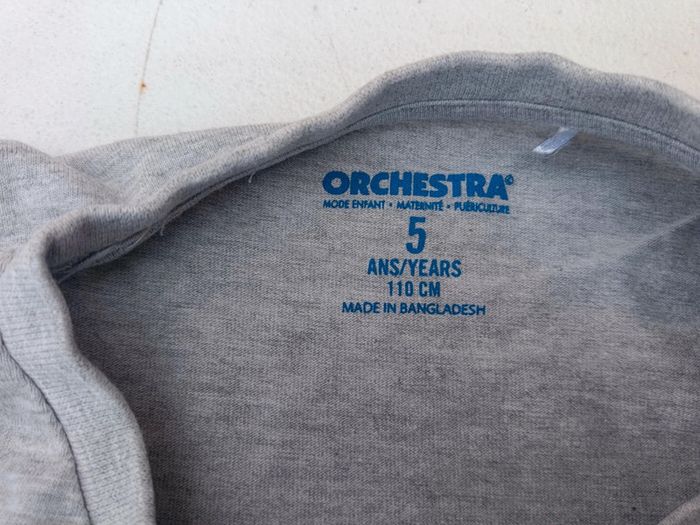 ORCHESTRA
MODE ENFANT • MATERNITÉ • PUÉRICULTURE
5
ANS/YEARS
110 CM
MADE IN BANGLADESH